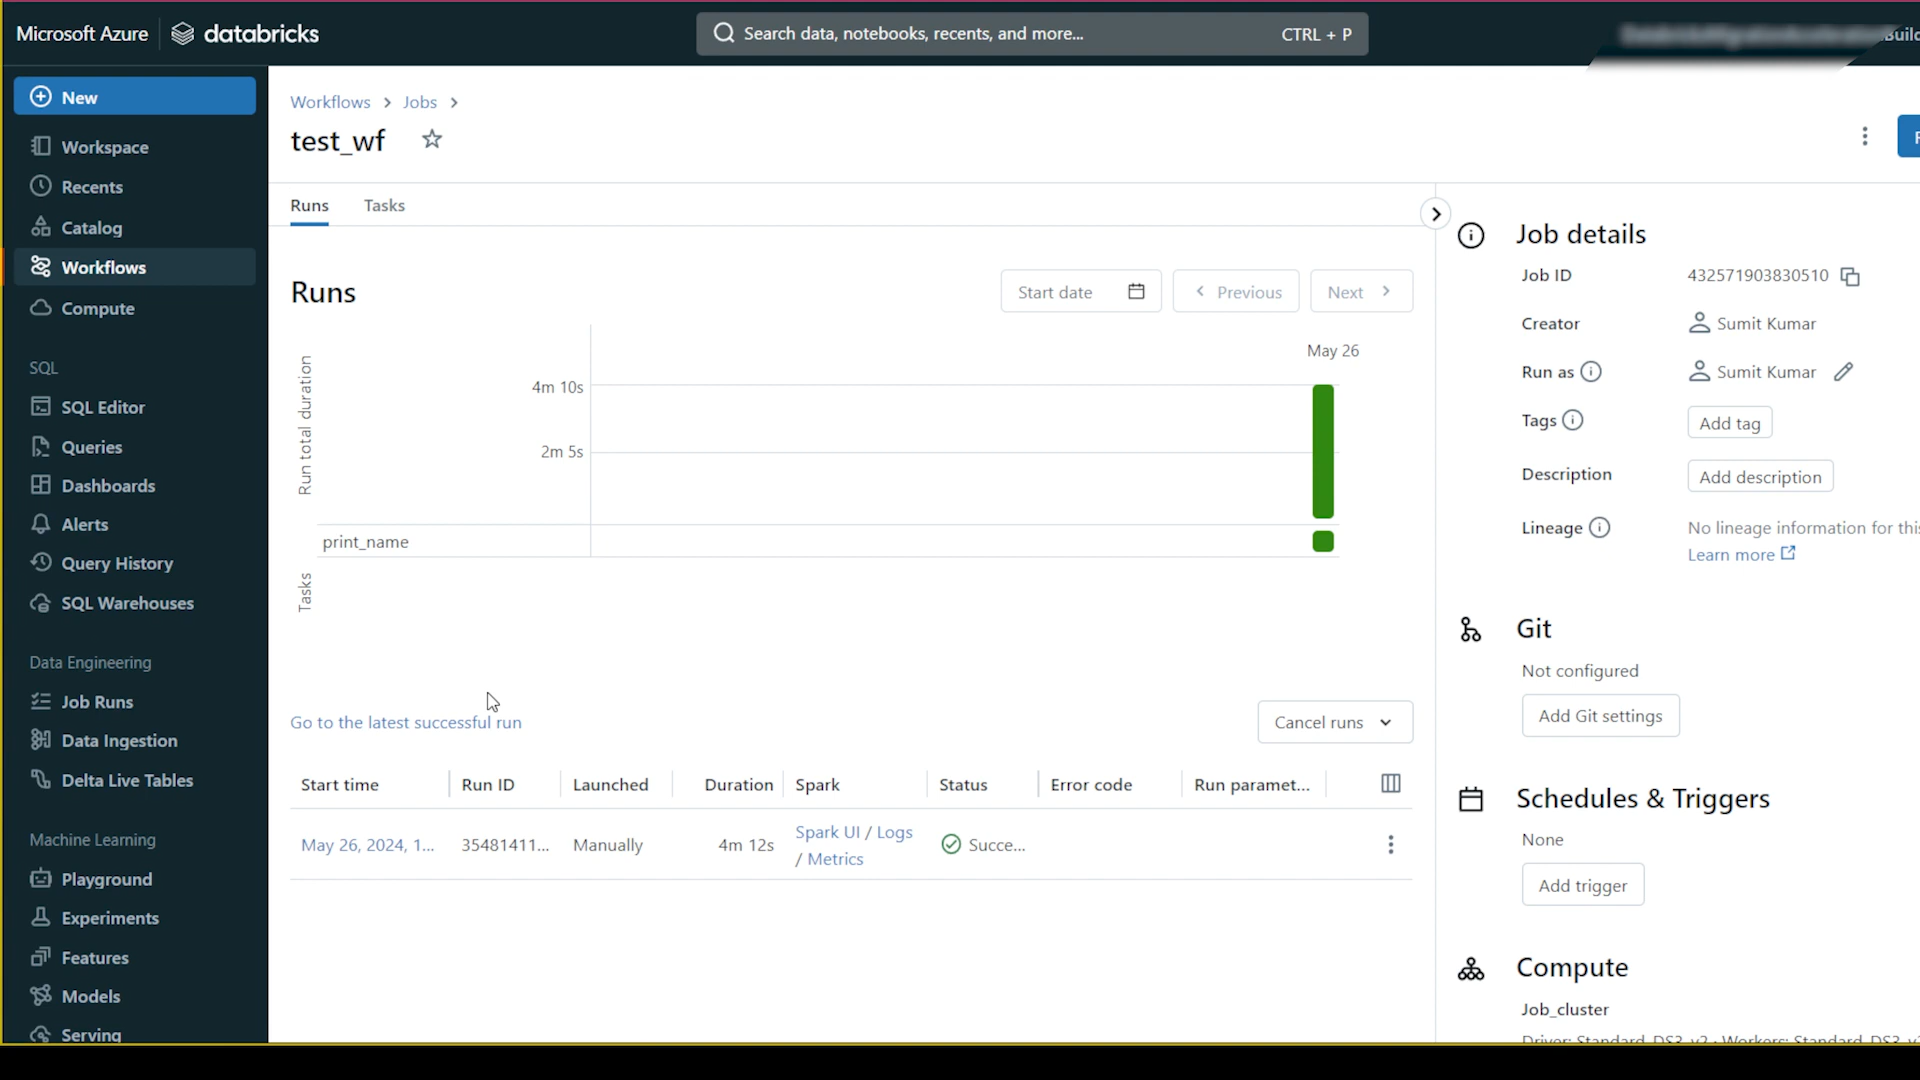 Microsoft Azure databricks
Search data, notebooks, recents, and more... CTRL + P
New
Workspace
Recents
Catalog
Workflows
Compute
SQL
SQL Editor
Queries
Dashboards
Alerts
Query History
SQL Warehouses
Data Engineering
Job Runs
Data Ingestion
Delta Live Tables
Machine Learning
Playground
Experiments
Features
Models
Serving
Workflows > Jobs >
test_wf
Runs Tasks
Runs
Start date
Previous
Next
May 26
Run total duration
4m 10s
2m 5s
print_name
Tasks
Go to the latest successful run
Cancel runs
Start time Run ID Launched Duration Spark Status Error code Run paramet...
May 26, 2024, 1... 35481411... Manually 4m 12s Spark UI / Logs / Metrics Succe...
Job details
Job ID 432571903830510
Creator Sumit Kumar
Run as Sumit Kumar
Tags Add tag
Description Add description
Lineage No lineage information for this
Learn more
Git
Not configured
Add Git settings
Schedules & Triggers
None
Add trigger
Compute
Job_cluster
Driver: Standard_DS3_v2 · Workers: Standard_DS3_v2